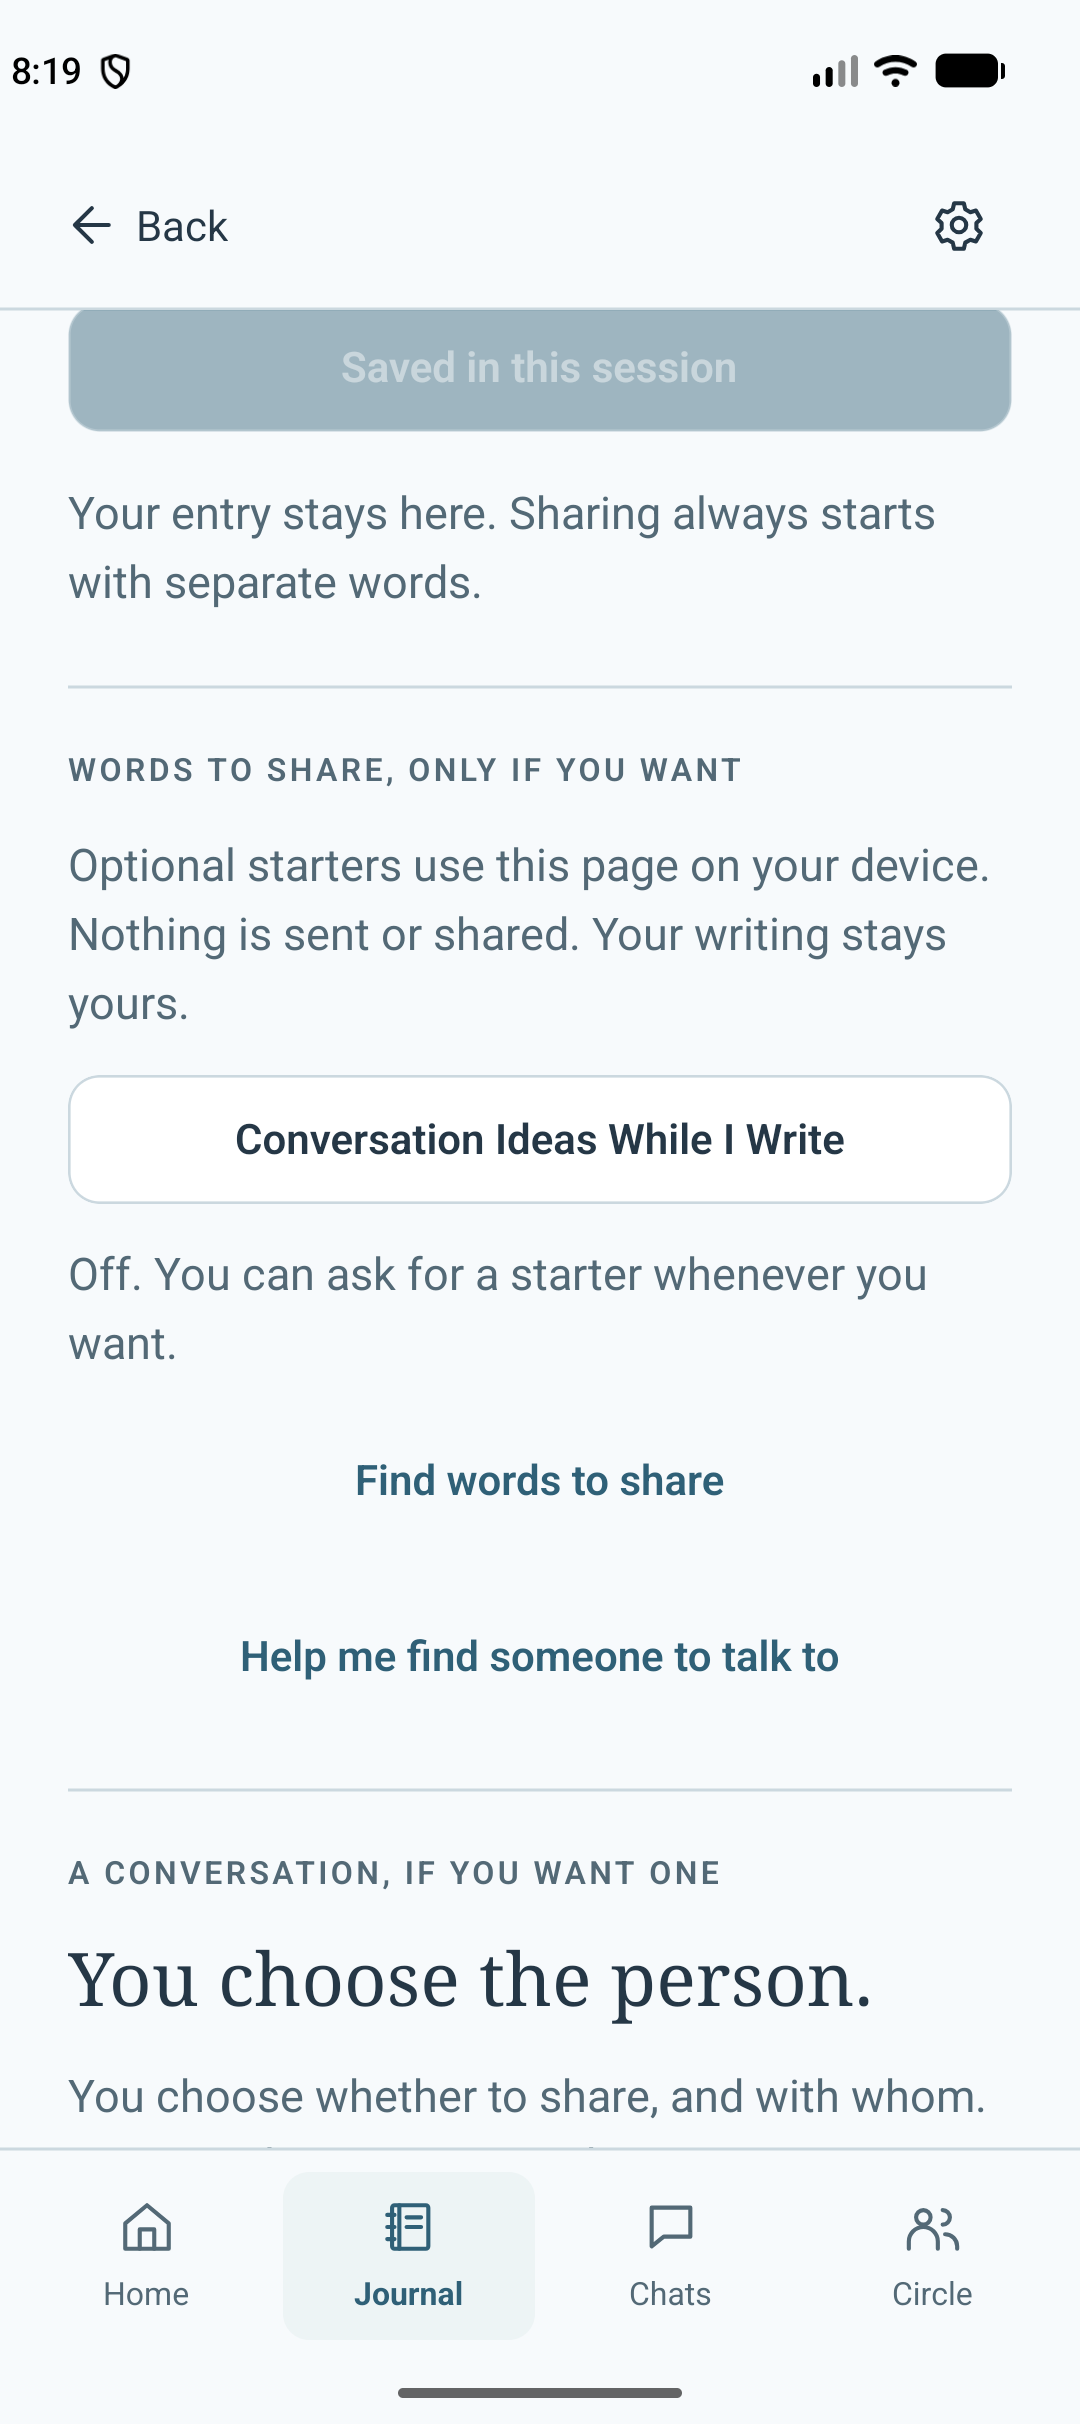 8:19
Back
Saved in this session
Your entry stays here. Sharing always starts
with separate words.
WORDS TO SHARE, ONLY IF YOU WANT
Optional starters use this page on your device.
Nothing is sent or shared. Your writing stays
yours.
Conversation Ideas While I Write
Off. You can ask for a starter whenever you
want.
Find words to share
Help me find someone to talk to
A CONVERSATION, IF YOU WANT ONE
You choose the person.
You choose whether to share, and with whom.
Home
Journal
Chats
Circle